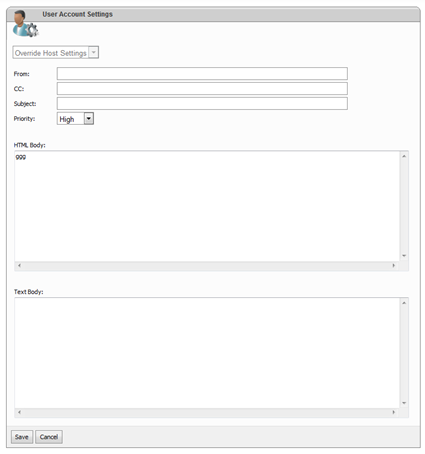 User Account Settings
Override Host Settings
From:
CC:
Subject:
Priority: High
HTML Body:
ggg
Text Body:
Save Cancel